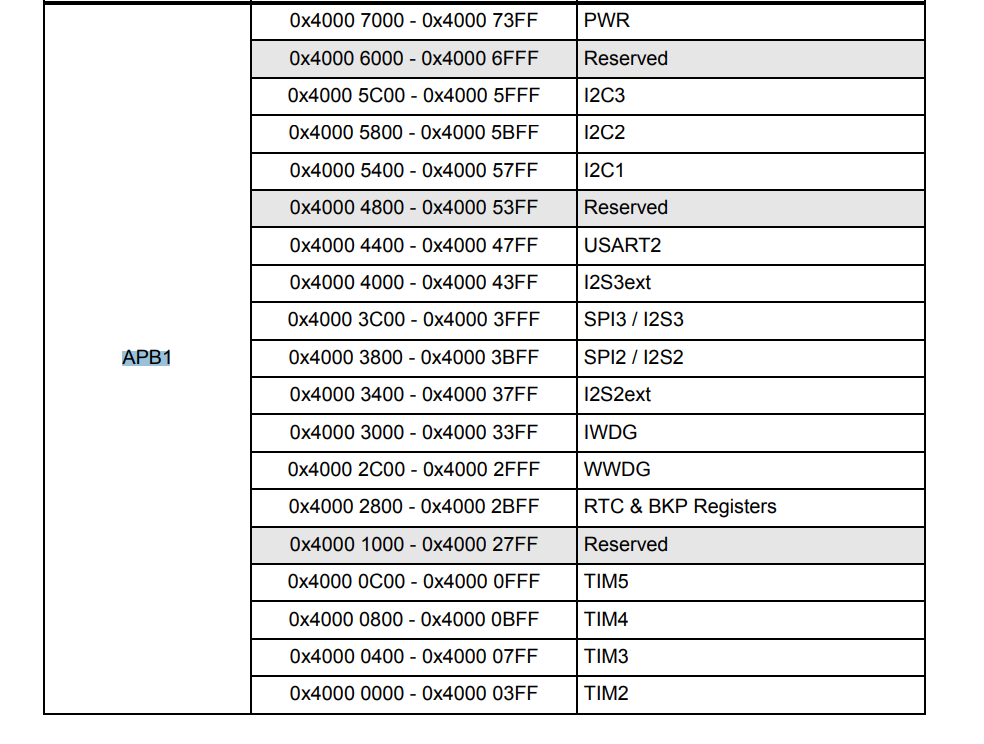 0x4000 7000 - 0x4000 73FF PWR
0x4000 6000 - 0x4000 6FFF Reserved
0x4000 5C00 - 0x4000 5FFF I2C3
0x4000 5800 - 0x4000 5BFF I2C2
0x4000 5400 - 0x4000 57FF I2C1
0x4000 4800 - 0x4000 53FF Reserved
0x4000 4400 - 0x4000 47FF USART2
0x4000 4000 - 0x4000 43FF I2S3ext
0x4000 3C00 - 0x4000 3FFF SPI3 / I2S3
APB1 0x4000 3800 - 0x4000 3BFF SPI2 / I2S2
0x4000 3400 - 0x4000 37FF I2S2ext
0x4000 3000 - 0x4000 33FF IWDG
0x4000 2C00 - 0x4000 2FFF WWDG
0x4000 2800 - 0x4000 2BFF RTC & BKP Registers
0x4000 1000 - 0x4000 27FF Reserved
0x4000 0C00 - 0x4000 0FFF TIM5
0x4000 0800 - 0x4000 0BFF TIM4
0x4000 0400 - 0x4000 07FF TIM3
0x4000 0000 - 0x4000 03FF TIM2